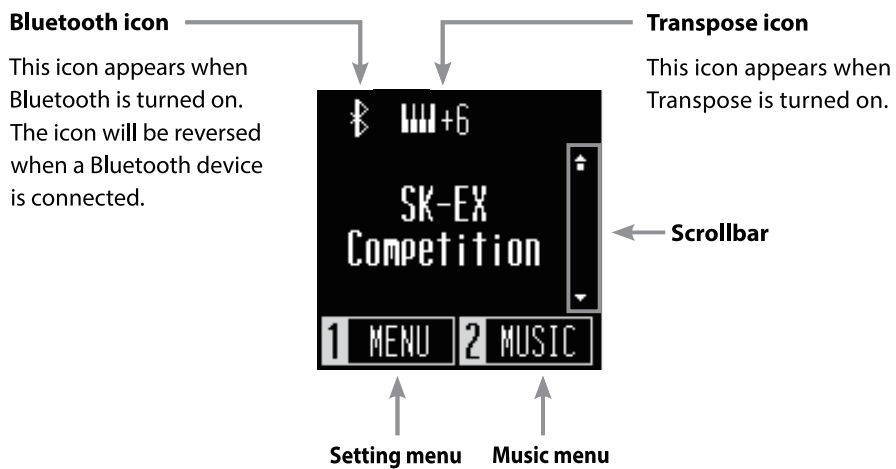 Bluetooth icon
This icon appears when
Bluetooth is turned on.
The icon will be reversed
when a Bluetooth device
is connected.
Transpose icon
This icon appears when
Transpose is turned on.
+6
SK-EX
Competition
Scrollbar
1 MENU 2 MUSIC
Setting menu Music menu